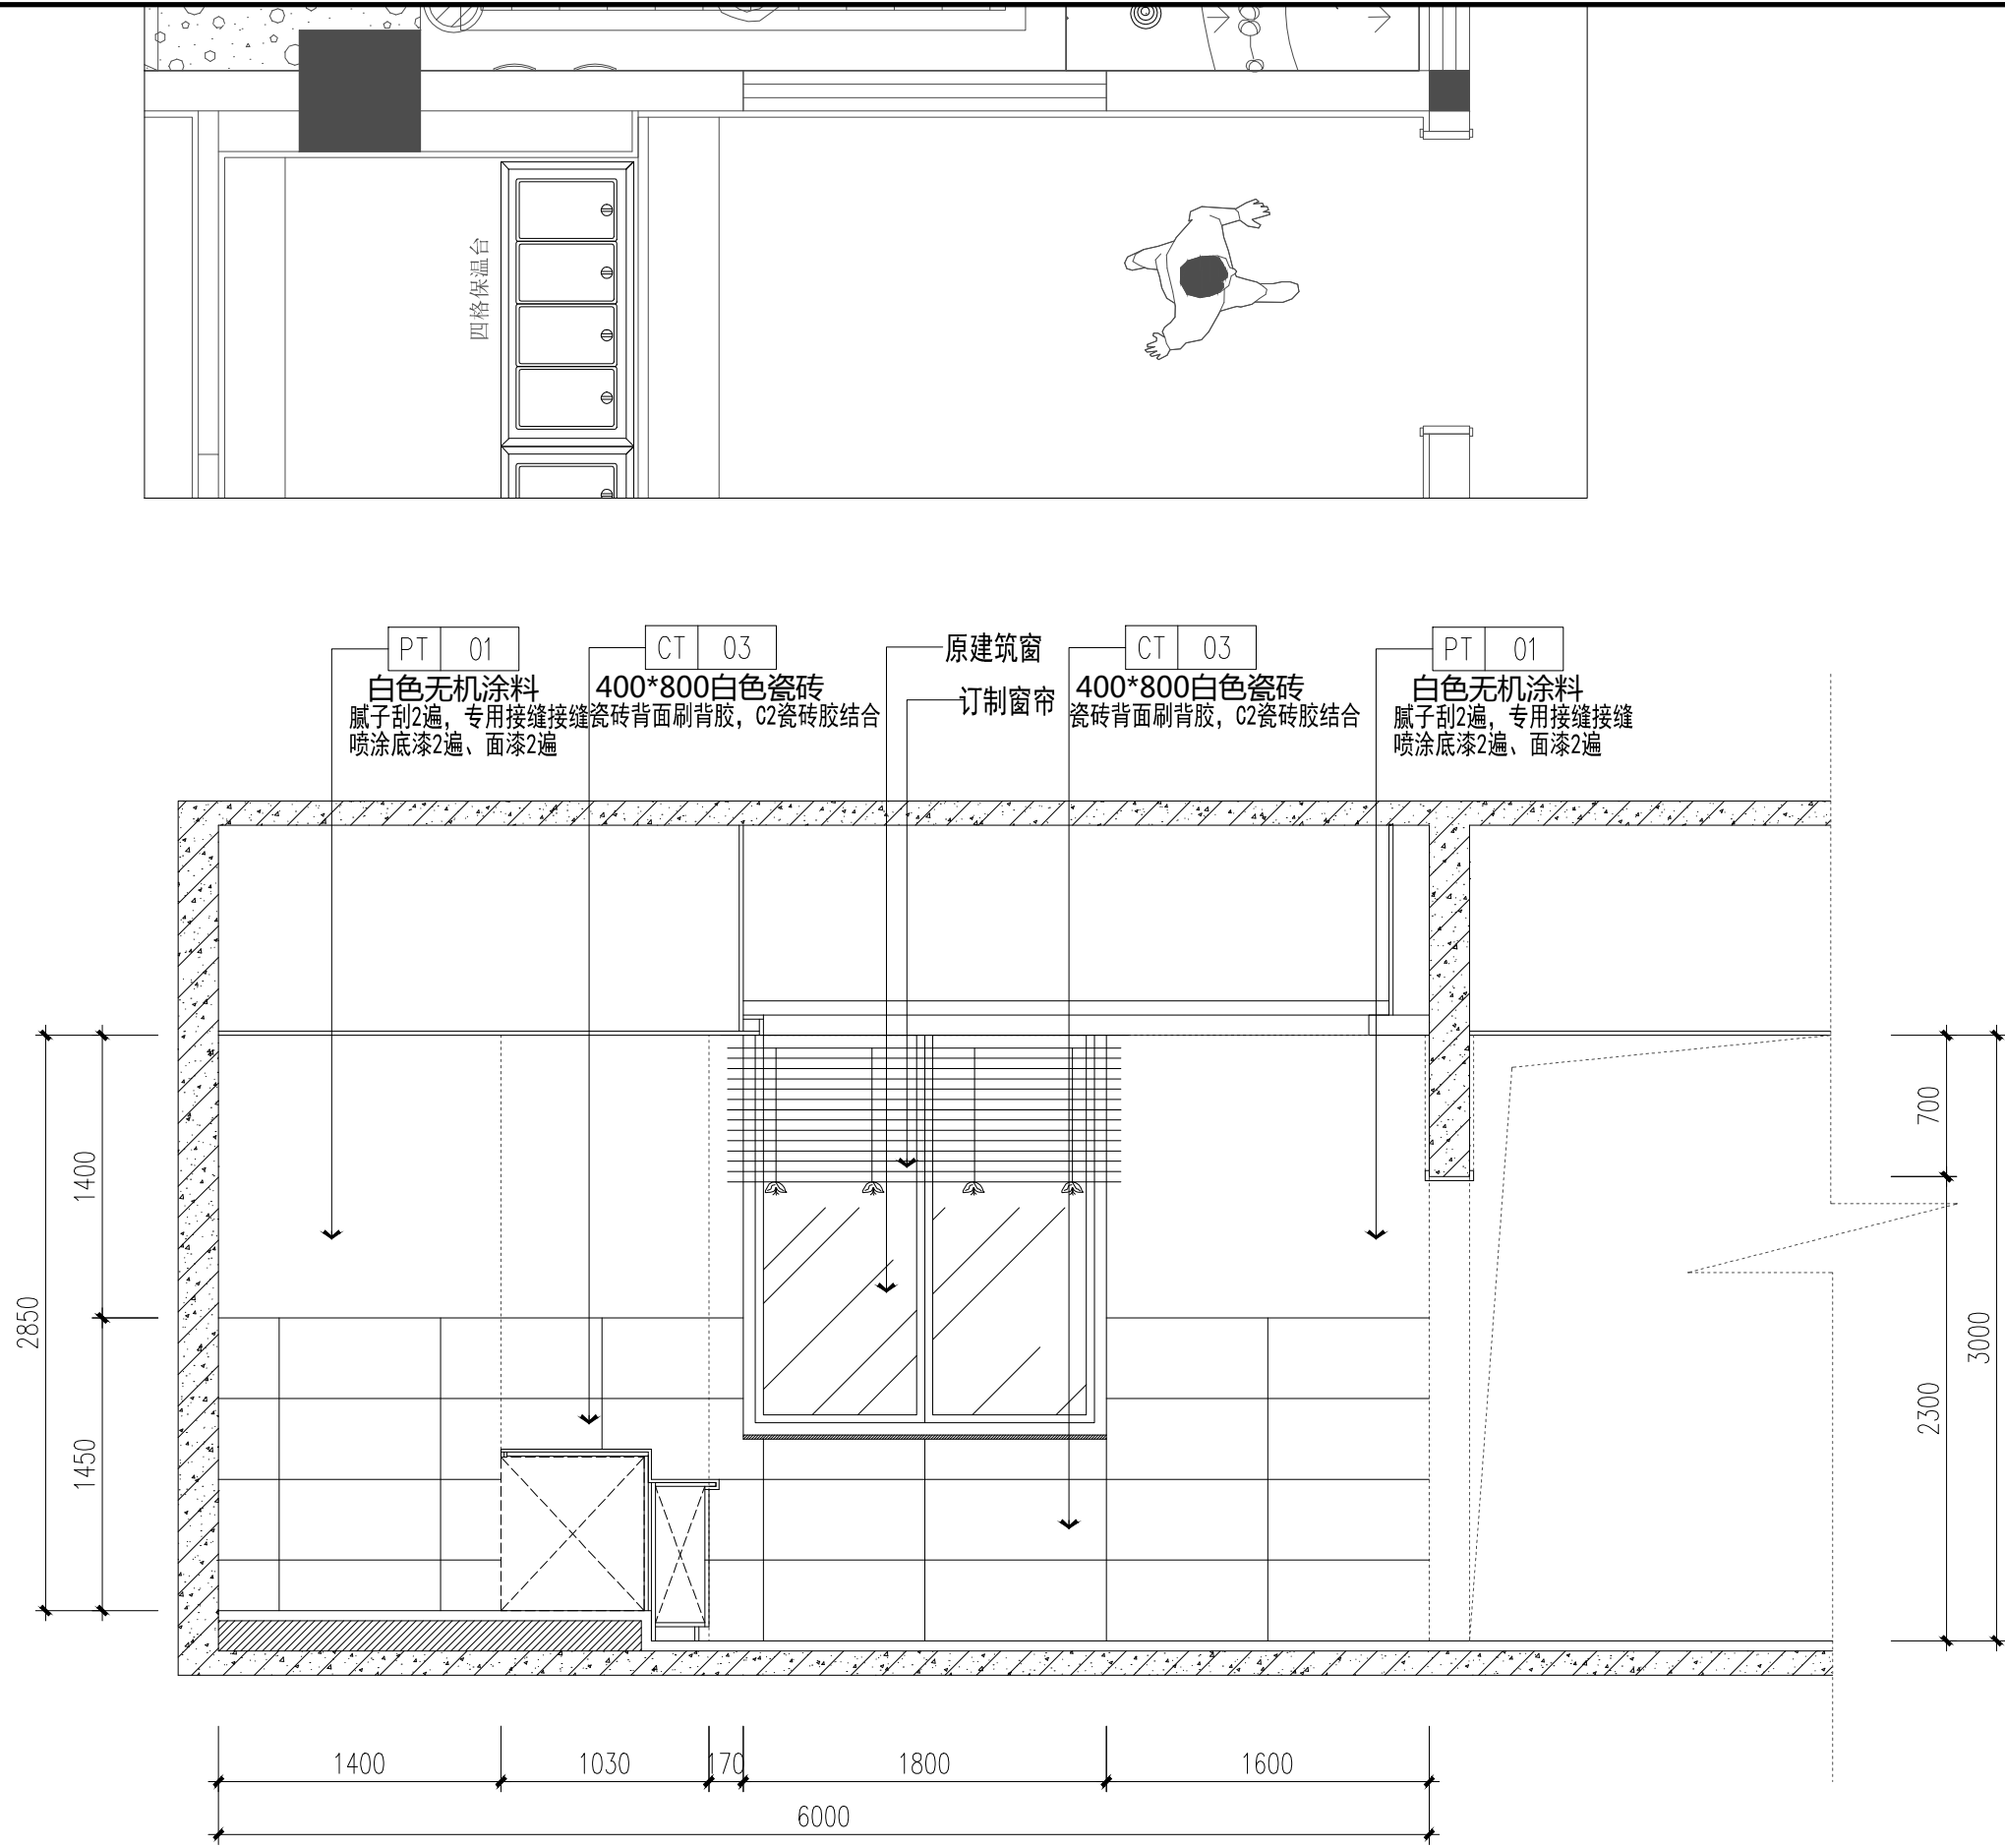 四格保温台
PT 01
白色无机涂料
腻子刮2遍，专用接缝接缝
喷涂底漆2遍、面漆2遍
CT 03
400*800白色瓷砖
瓷砖背面刷背胶，C2瓷砖胶结合
原建筑窗
订制窗帘
CT 03
400*800白色瓷砖
瓷砖背面刷背胶，C2瓷砖胶结合
PT 01
白色无机涂料
腻子刮2遍，专用接缝接缝
喷涂底漆2遍、面漆2遍
2850
1400
1450
700
2300
3000
1400
1030
170
1800
1600
6000